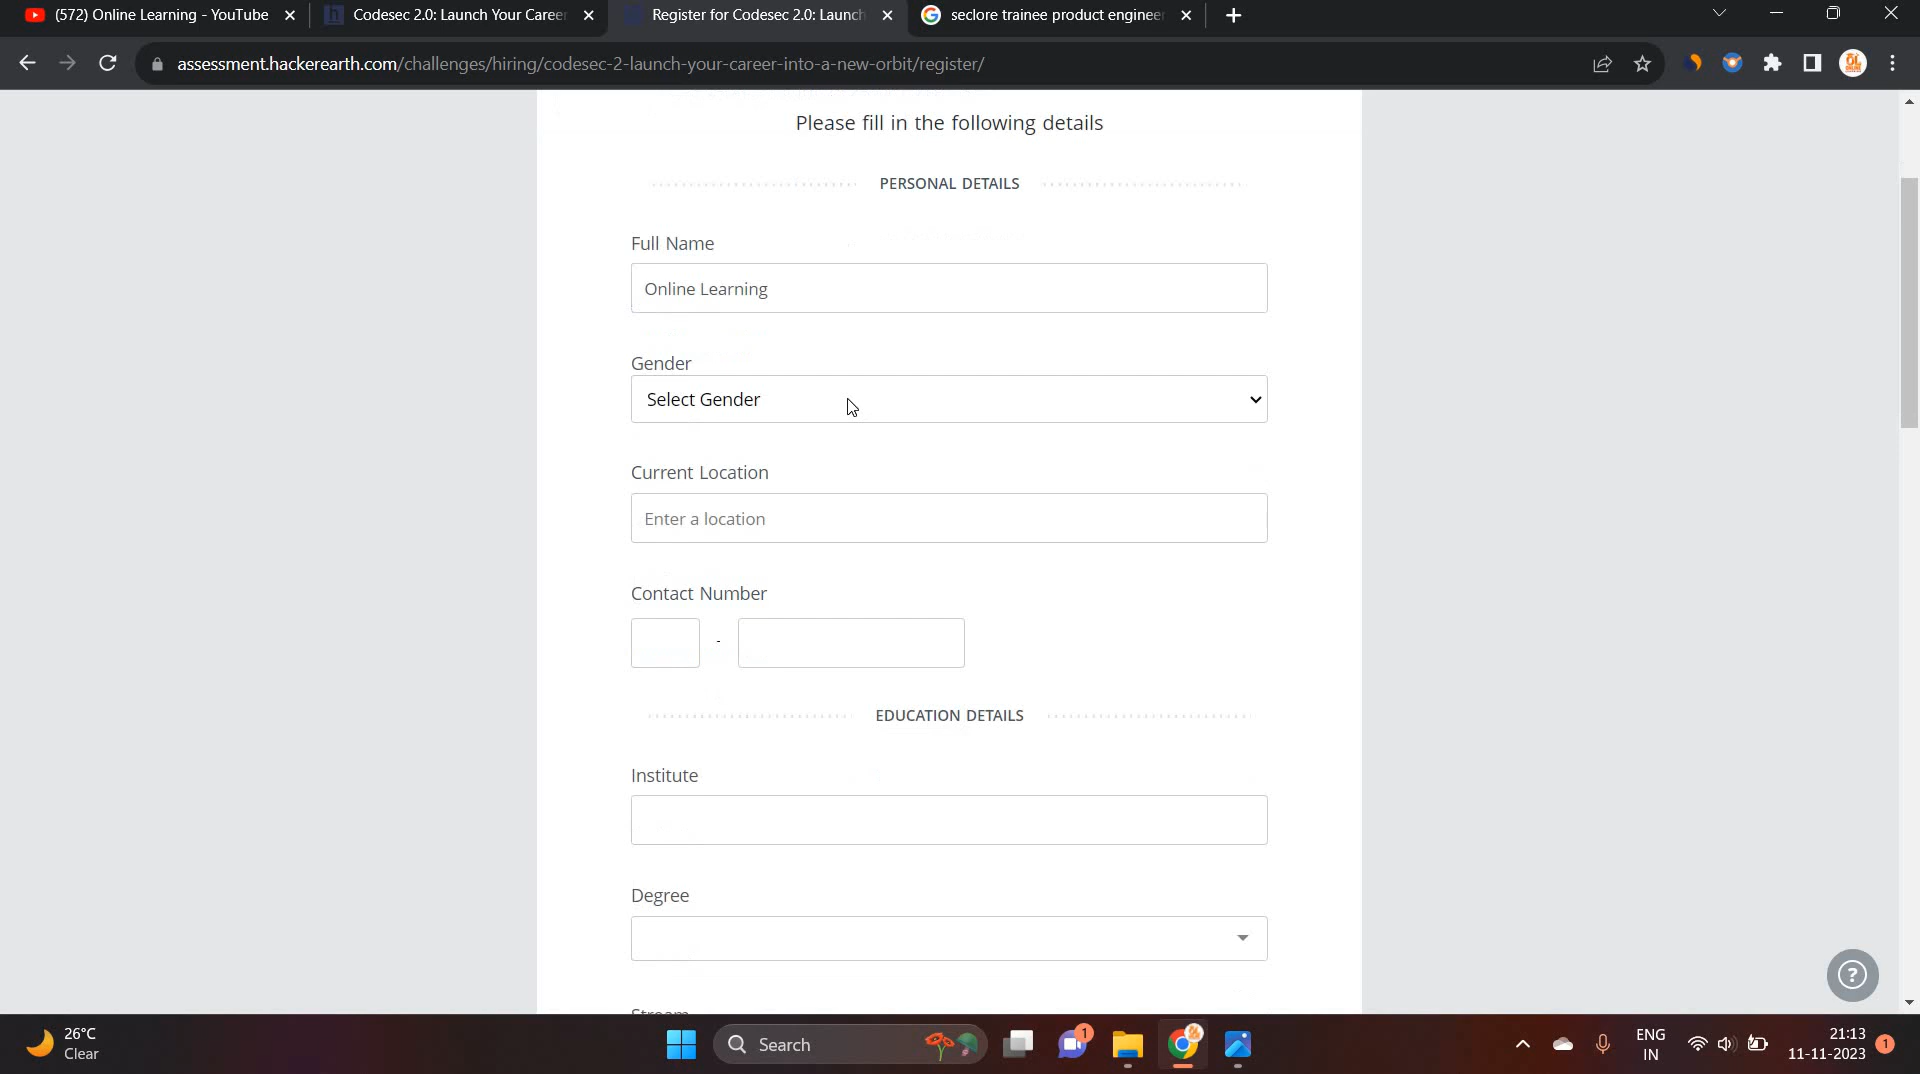 (572) Online Learning - YouTube
Codesec 2.0: Launch Your Career
Register for Codesec 2.0: Launch
seclore trainee product engineer
assessment.hackerearth.com/challenges/hiring/codesec-2-launch-your-career-into-a-new-orbit/register/
Please fill in the following details
PERSONAL DETAILS
Full Name
Online Learning
Gender
Select Gender
Current Location
Enter a location
Contact Number
-
EDUCATION DETAILS
Institute
Degree
Stream
?
26°C
Clear
Search
1
ENG
IN
21:13
11-11-2023
1